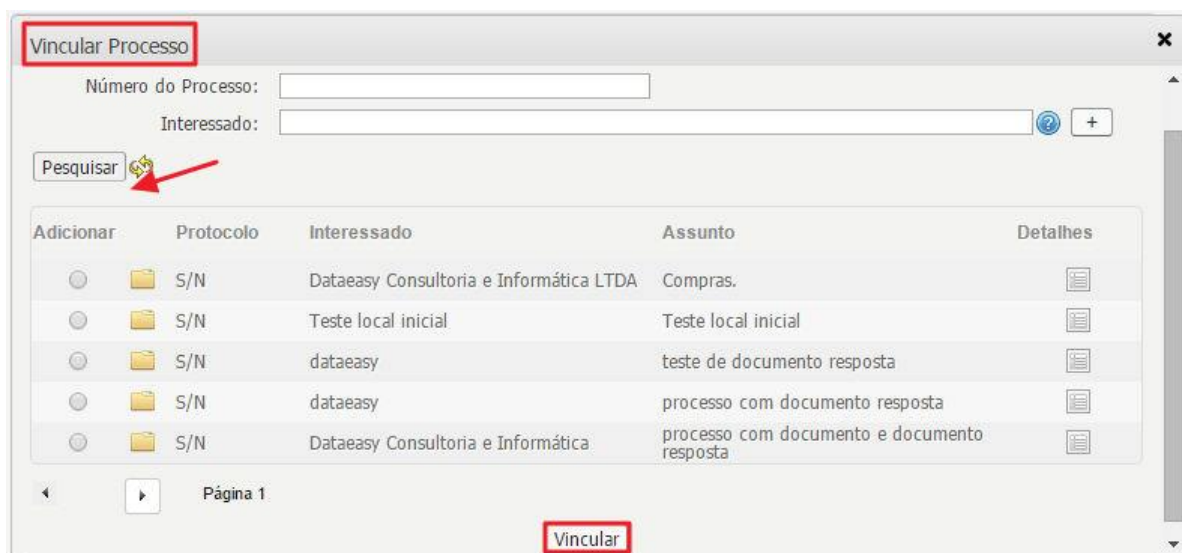 Vincular Processo
Número do Processo:
Interessado: +
Pesquisar
Adicionar Protocolo Interessado Assunto Detalhes
S/N Dataeasy Consultoria e Informática LTDA Compras.
S/N Teste local inicial Teste local inicial
S/N dataeasy teste de documento resposta
S/N dataeasy processo com documento resposta
S/N Dataeasy Consultoria e Informática processo com documento e documento
resposta
Página 1
Vincular